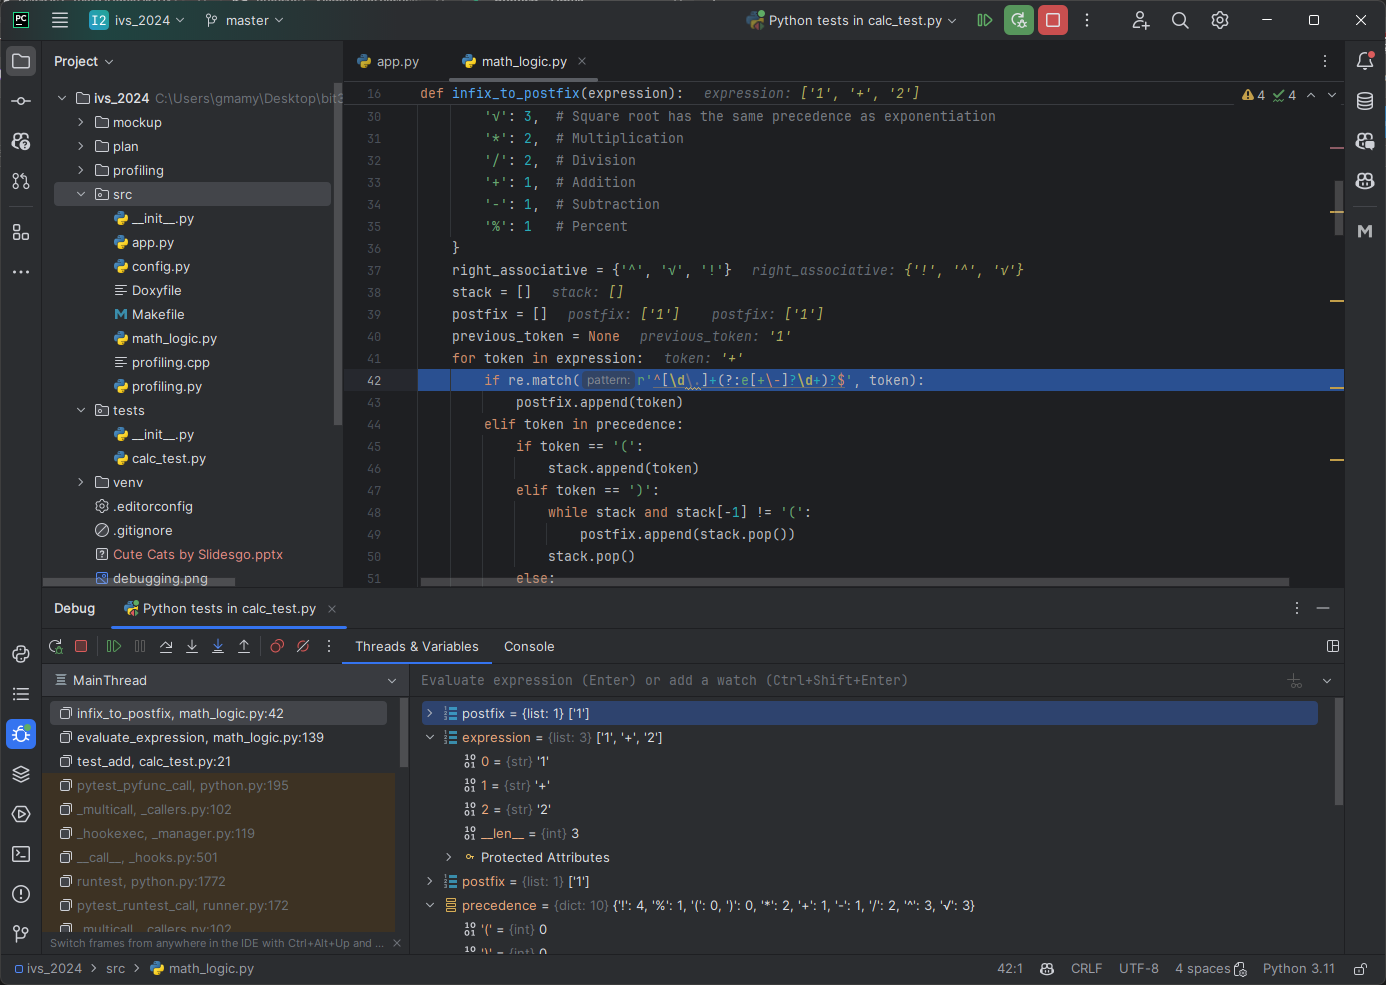 PC I2 ivs_2024 master Python tests in calc_test.py
Project
app.py math_logic.py
ivs_2024 C:\Users\gmamy\Desktop\bit3
mockup
plan
profiling
src
__init__.py
app.py
config.py
Doxyfile
Makefile
math_logic.py
profiling.cpp
profiling.py
tests
__init__.py
calc_test.py
venv
.editorconfig
.gitignore
Cute Cats by Slidesgo.pptx
debugging.png
16 def infix_to_postfix(expression): expression: ['1', '+', '2'] 4 4
30 '√': 3, # Square root has the same precedence as exponentiation
31 '*': 2, # Multiplication
32 '/': 2, # Division
33 '+': 1, # Addition
34 '-': 1, # Subtraction
35 '%': 1 # Percent
36 }
37 right_associative = {'^', '√', '!'} right_associative: {'!', '^', '√'}
38 stack = [] stack: []
39 postfix = [] postfix: ['1'] postfix: ['1']
40 previous_token = None previous_token: '1'
41 for token in expression: token: '+'
42 if re.match( pattern: r'^[\d\.]+(?:e[+\-]?\d+)?$', token):
43 postfix.append(token)
44 elif token in precedence:
45 if token == '(':
46 stack.append(token)
47 elif token == ')':
48 while stack and stack[-1] != '(':
49 postfix.append(stack.pop())
50 stack.pop()
51 else:
M
Debug Python tests in calc_test.py
Threads & Variables Console
MainThread
infix_to_postfix, math_logic.py:42
evaluate_expression, math_logic.py:139
test_add, calc_test.py:21
pytest_pyfunc_call, python.py:195
_multicall, _callers.py:102
_hookexec, _manager.py:119
__call__, _hooks.py:501
runtest, python.py:1772
pytest_runtest_call, runner.py:172
_multicall, _callers.py:102
Switch frames from anywhere in the IDE with Ctrl+Alt+Up and ...
Evaluate expression (Enter) or add a watch (Ctrl+Shift+Enter)
postfix = {list: 1} ['1']
expression = {list: 3} ['1', '+', '2']
0 = {str} '1'
1 = {str} '+'
2 = {str} '2'
__len__ = {int} 3
Protected Attributes
postfix = {list: 1} ['1']
precedence = {dict: 10} {'!': 4, '%': 1, '(': 0, ')': 0, '*': 2, '+': 1, '-': 1, '/': 2, '^': 3, '√': 3}
'(' = {int} 0
')' = {int} 0
ivs_2024 src math_logic.py 42:1 CRLF UTF-8 4 spaces Python 3.11